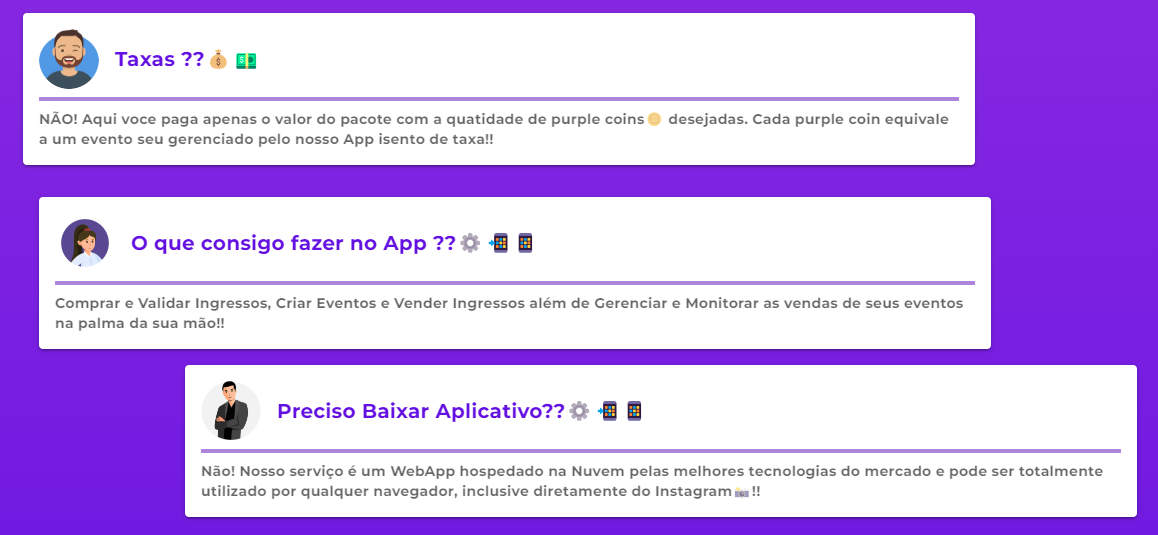 Taxas ??💰 💵
NÃO! Aqui voce paga apenas o valor do pacote com a quatidade de purple coins🪙 desejadas. Cada purple coin equivale
a um evento seu gerenciado pelo nosso App isento de taxa!!
O que consigo fazer no App ??⚙️ 📲 📱
Comprar e Validar Ingressos, Criar Eventos e Vender Ingressos além de Gerenciar e Monitorar as vendas de seus eventos
na palma da sua mão!!
Preciso Baixar Aplicativo??⚙️ 📲 📱
Não! Nosso serviço é um WebApp hospedado na Nuvem pelas melhores tecnologias do mercado e pode ser totalmente
utilizado por qualquer navegador, inclusive diretamente do Instagram📸!!